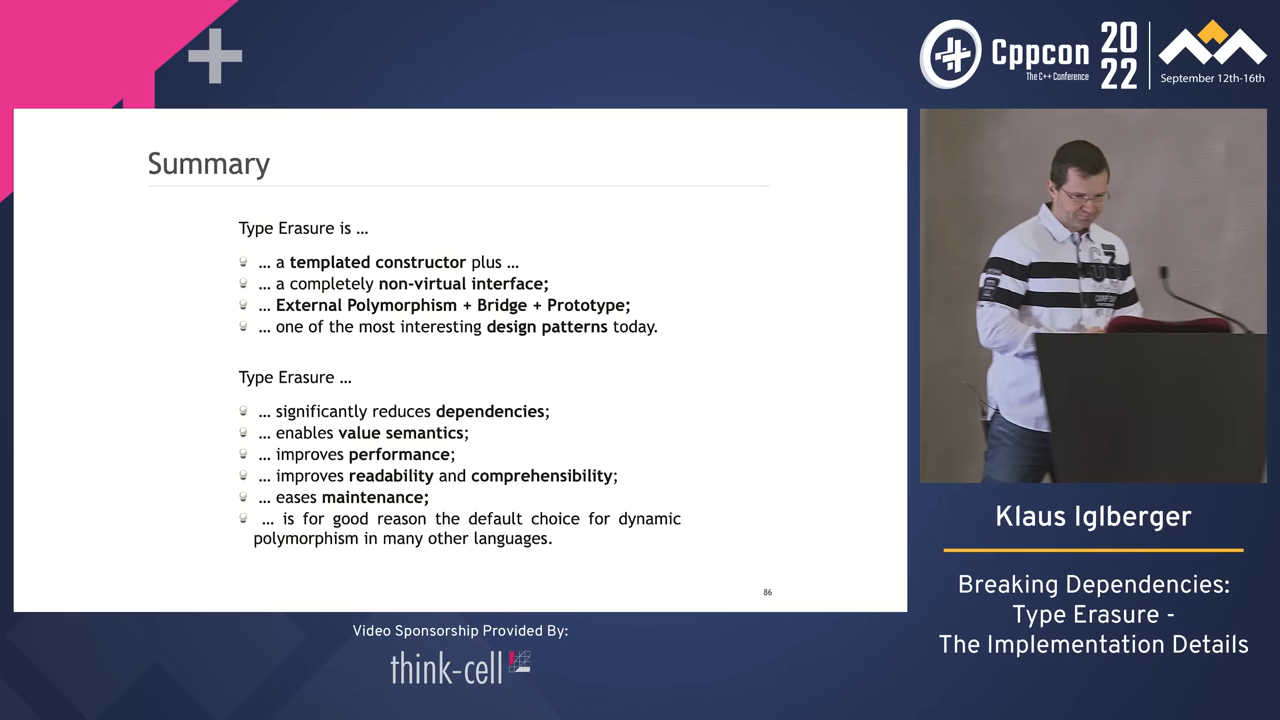 Cppcon
The C++ Conference
20
22
September 12th-16th
Summary
Type Erasure is …
… a templated constructor plus …
… a completely non-virtual interface;
… External Polymorphism + Bridge + Prototype;
… one of the most interesting design patterns today.
Type Erasure …
… significantly reduces dependencies;
… enables value semantics;
… improves performance;
… improves readability and comprehensibility;
… eases maintenance;
… is for good reason the default choice for dynamic
polymorphism in many other languages.
86
Klaus Iglberger
Breaking Dependencies:
Type Erasure -
The Implementation Details
Video Sponsorship Provided By:
think-cell